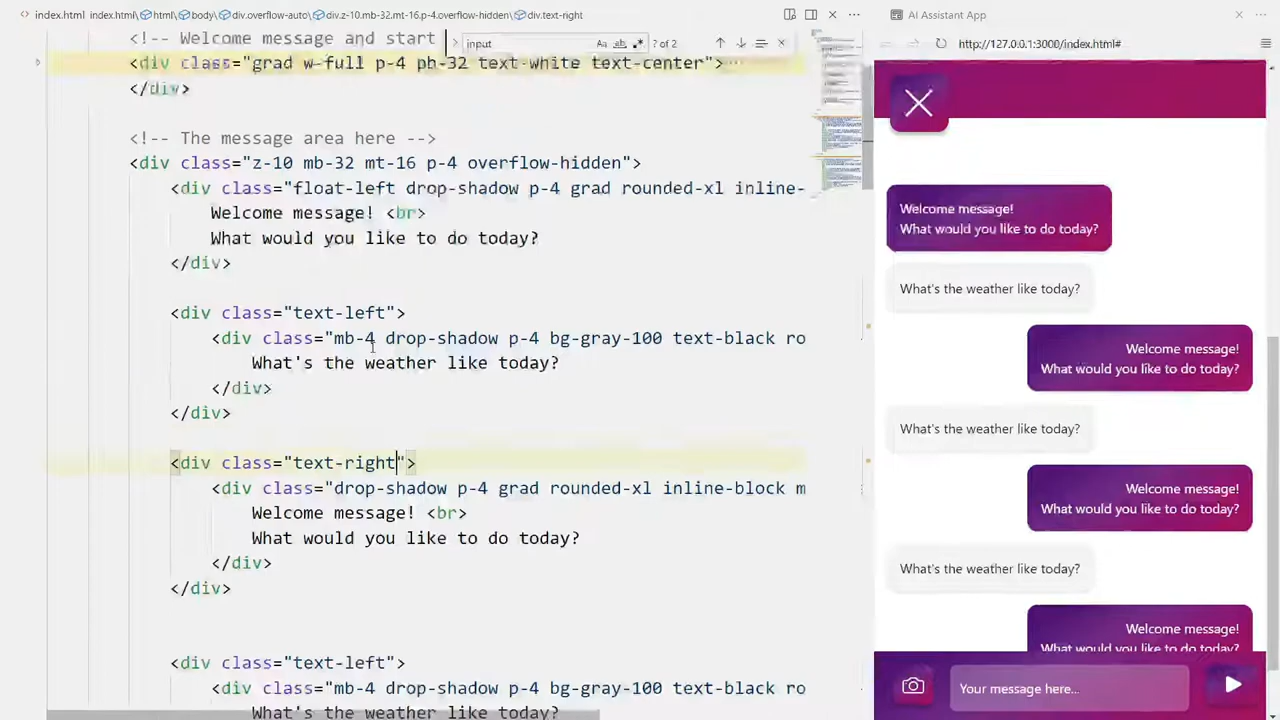 index.html index.html > html > body > div.overflow-auto > div.z-10.mb-32.mt-16.p-4.overflow-hidden > div.text-right
<!-- Welcome message and start
input
? of 2
<div class="grad w-full p-4 ph-32 text-white text-center">
</div>
The message area here -->
<div class="z-10 mb-32 mt-16 p-4 overflow-hidden">
<div class="float-left drop-shadow p-4 grad rounded-xl inline-
Welcome message! <br>
What would you like to do today?
</div>
<div class="text-left">
<div class="mb-4 drop-shadow p-4 bg-gray-100 text-black ro
What's the weather like today?
</div>
</div>
<div class="text-right">
<div class="drop-shadow p-4 grad rounded-xl inline-block m
Welcome message! <br>
What would you like to do today?
</div>
</div>
<div class="text-left">
<div class="mb-4 drop-shadow p-4 bg-gray-100 text-black ro
What's the weather like today?
AI Assistant App
http://127.0.0.1:3000/index.html#
Welcome message!
What would you like to do today?
What's the weather like today?
Welcome message!
What would you like to do today?
What's the weather like today?
Welcome message!
What would you like to do today?
What's the weather like today?
Welcome message!
What would you like to do today?
Your message here...